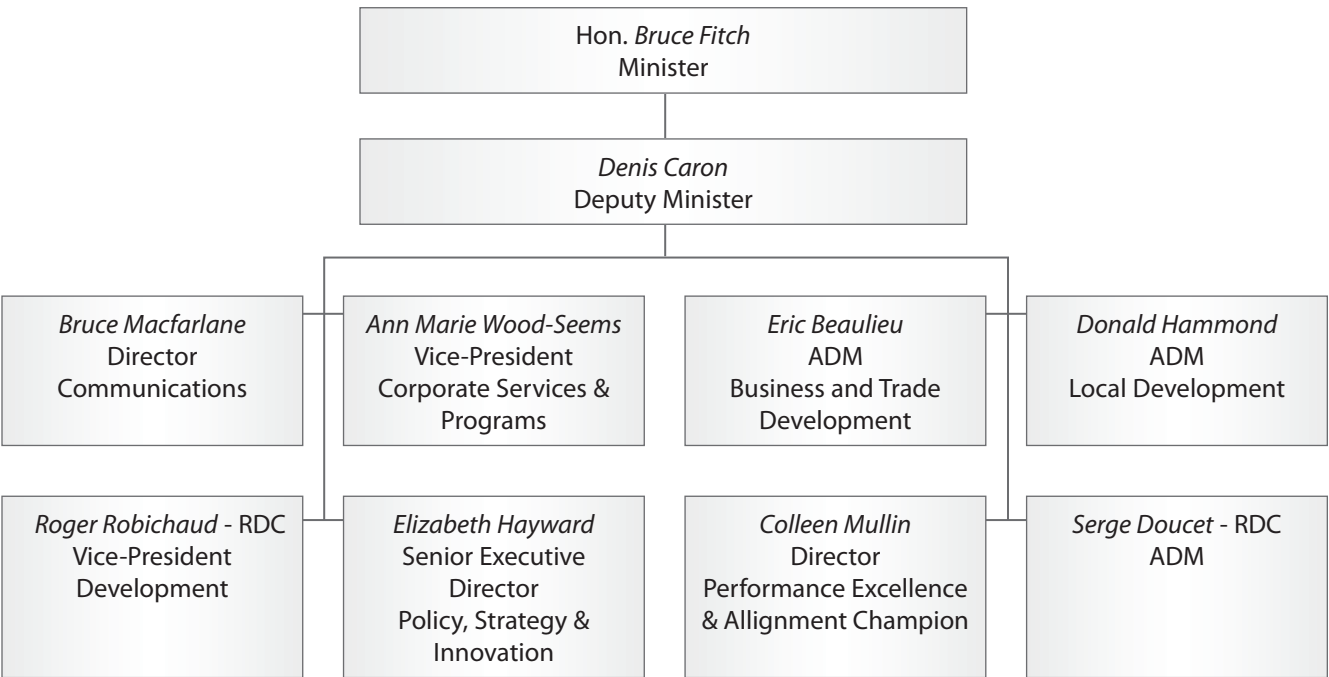 Hon. Bruce Fitch
Minister
Denis Caron
Deputy Minister
Bruce Macfarlane
Director
Communications
Ann Marie Wood-Seems
Vice-President
Corporate Services &
Programs
Eric Beaulieu
ADM
Business and Trade
Development
Donald Hammond
ADM
Local Development
Roger Robichaud - RDC
Vice-President
Development
Elizabeth Hayward
Senior Executive
Director
Policy, Strategy &
Innovation
Colleen Mullin
Director
Performance Excellence
& Allignment Champion
Serge Doucet - RDC
ADM